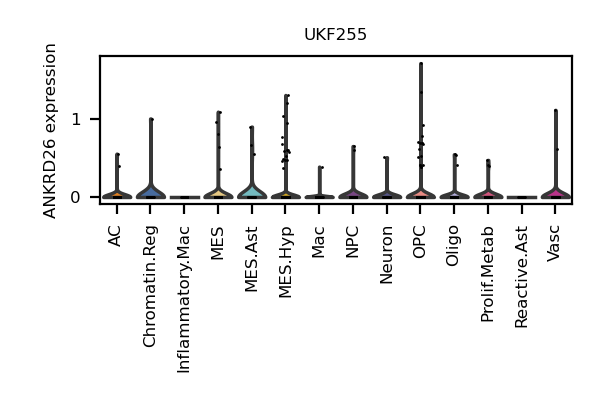 UKF255
ANKRD26 expression
1
0
AC
Chromatin.Reg
Inflammatory.Mac
MES
MES.Ast
MES.Hyp
Mac
NPC
Neuron
OPC
Oligo
Prolif.Metab
Reactive.Ast
Vasc